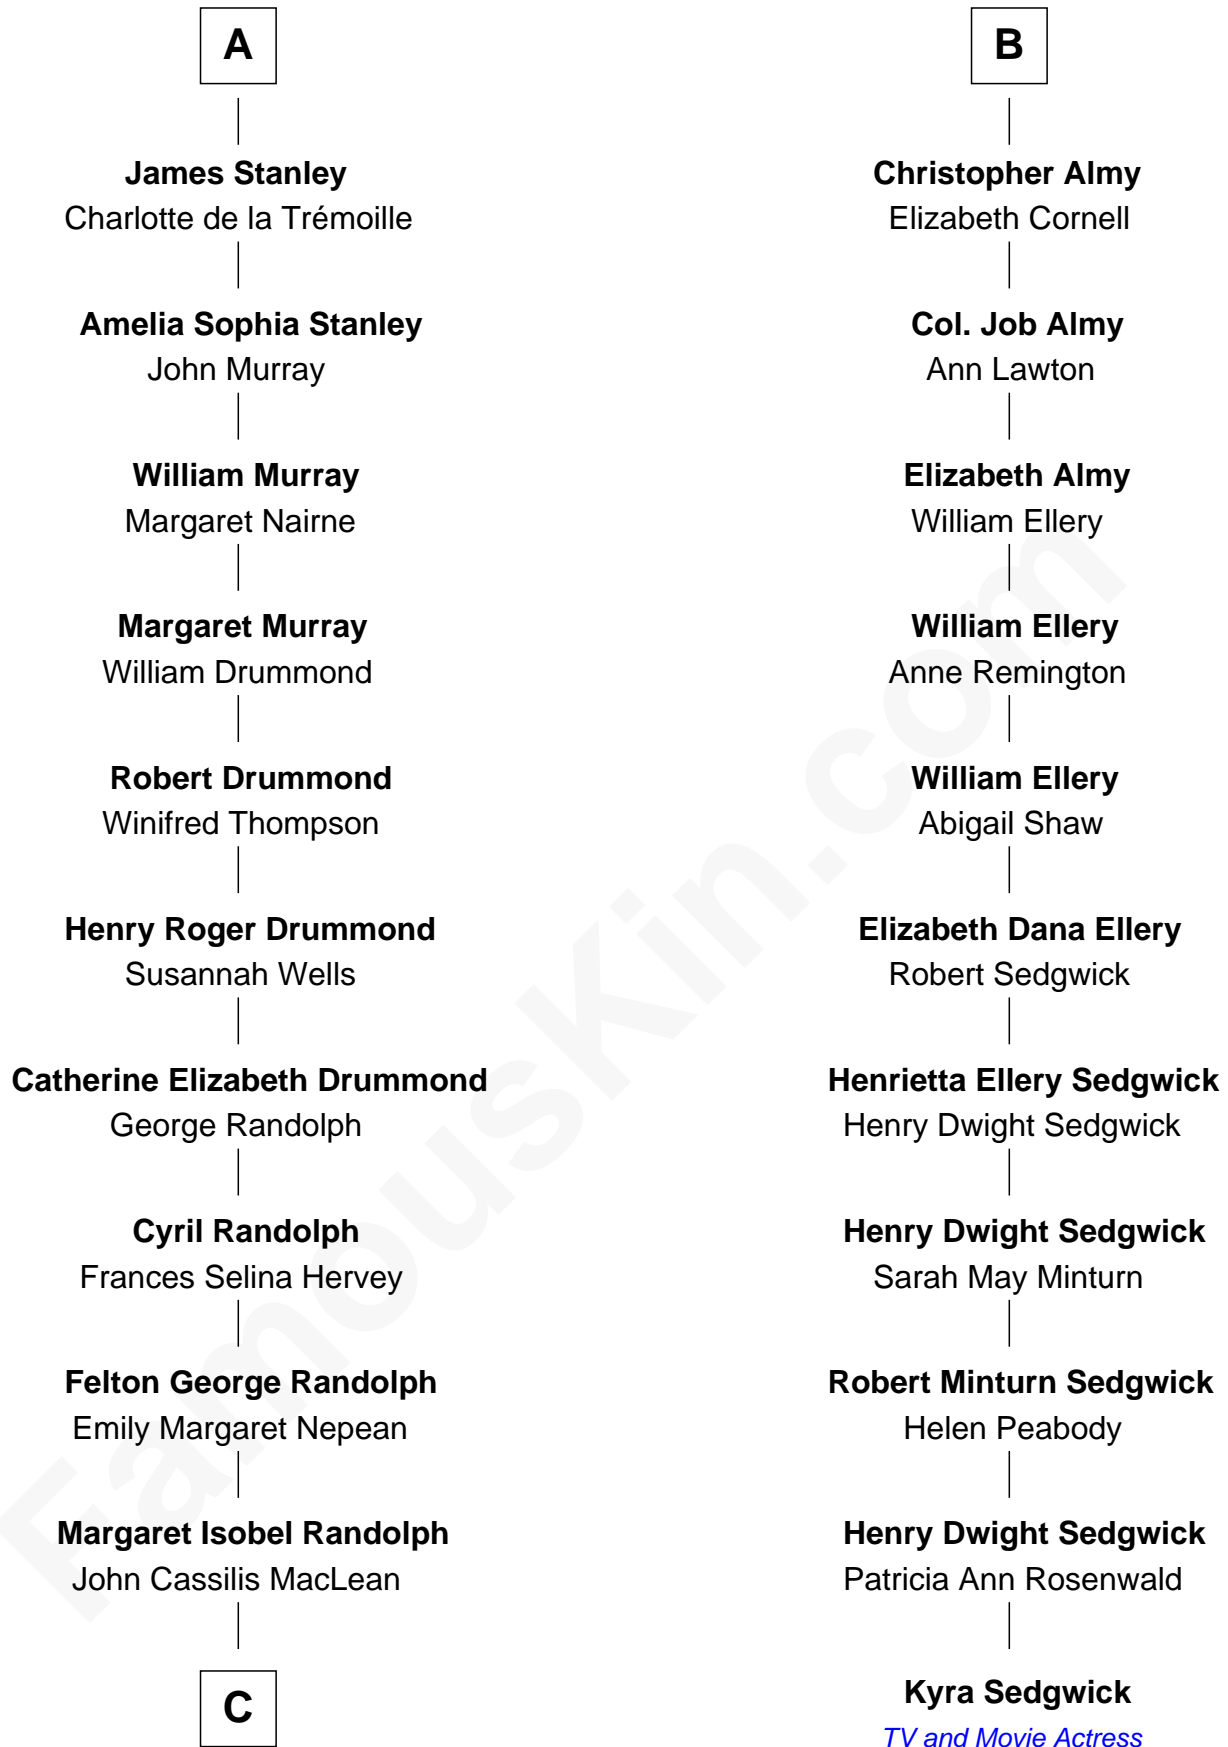 A
James Stanley
Charlotte de la Trémoille
Amelia Sophia Stanley
John Murray
William Murray
Margaret Nairne
Margaret Murray
William Drummond
Robert Drummond
Winifred Thompson
Henry Roger Drummond
Susannah Wells
Catherine Elizabeth Drummond
George Randolph
Cyril Randolph
Frances Selina Hervey
Felton George Randolph
Emily Margaret Nepean
Margaret Isobel Randolph
John Cassilis MacLean
C
B
Christopher Almy
Elizabeth Cornell
Col. Job Almy
Ann Lawton
Elizabeth Almy
William Ellery
William Ellery
Anne Remington
William Ellery
Abigail Shaw
Elizabeth Dana Ellery
Robert Sedgwick
Henrietta Ellery Sedgwick
Henry Dwight Sedgwick
Henry Dwight Sedgwick
Sarah May Minturn
Robert Minturn Sedgwick
Helen Peabody
Henry Dwight Sedgwick
Patricia Ann Rosenwald
Kyra Sedgwick
TV and Movie Actress
FamousKin.com